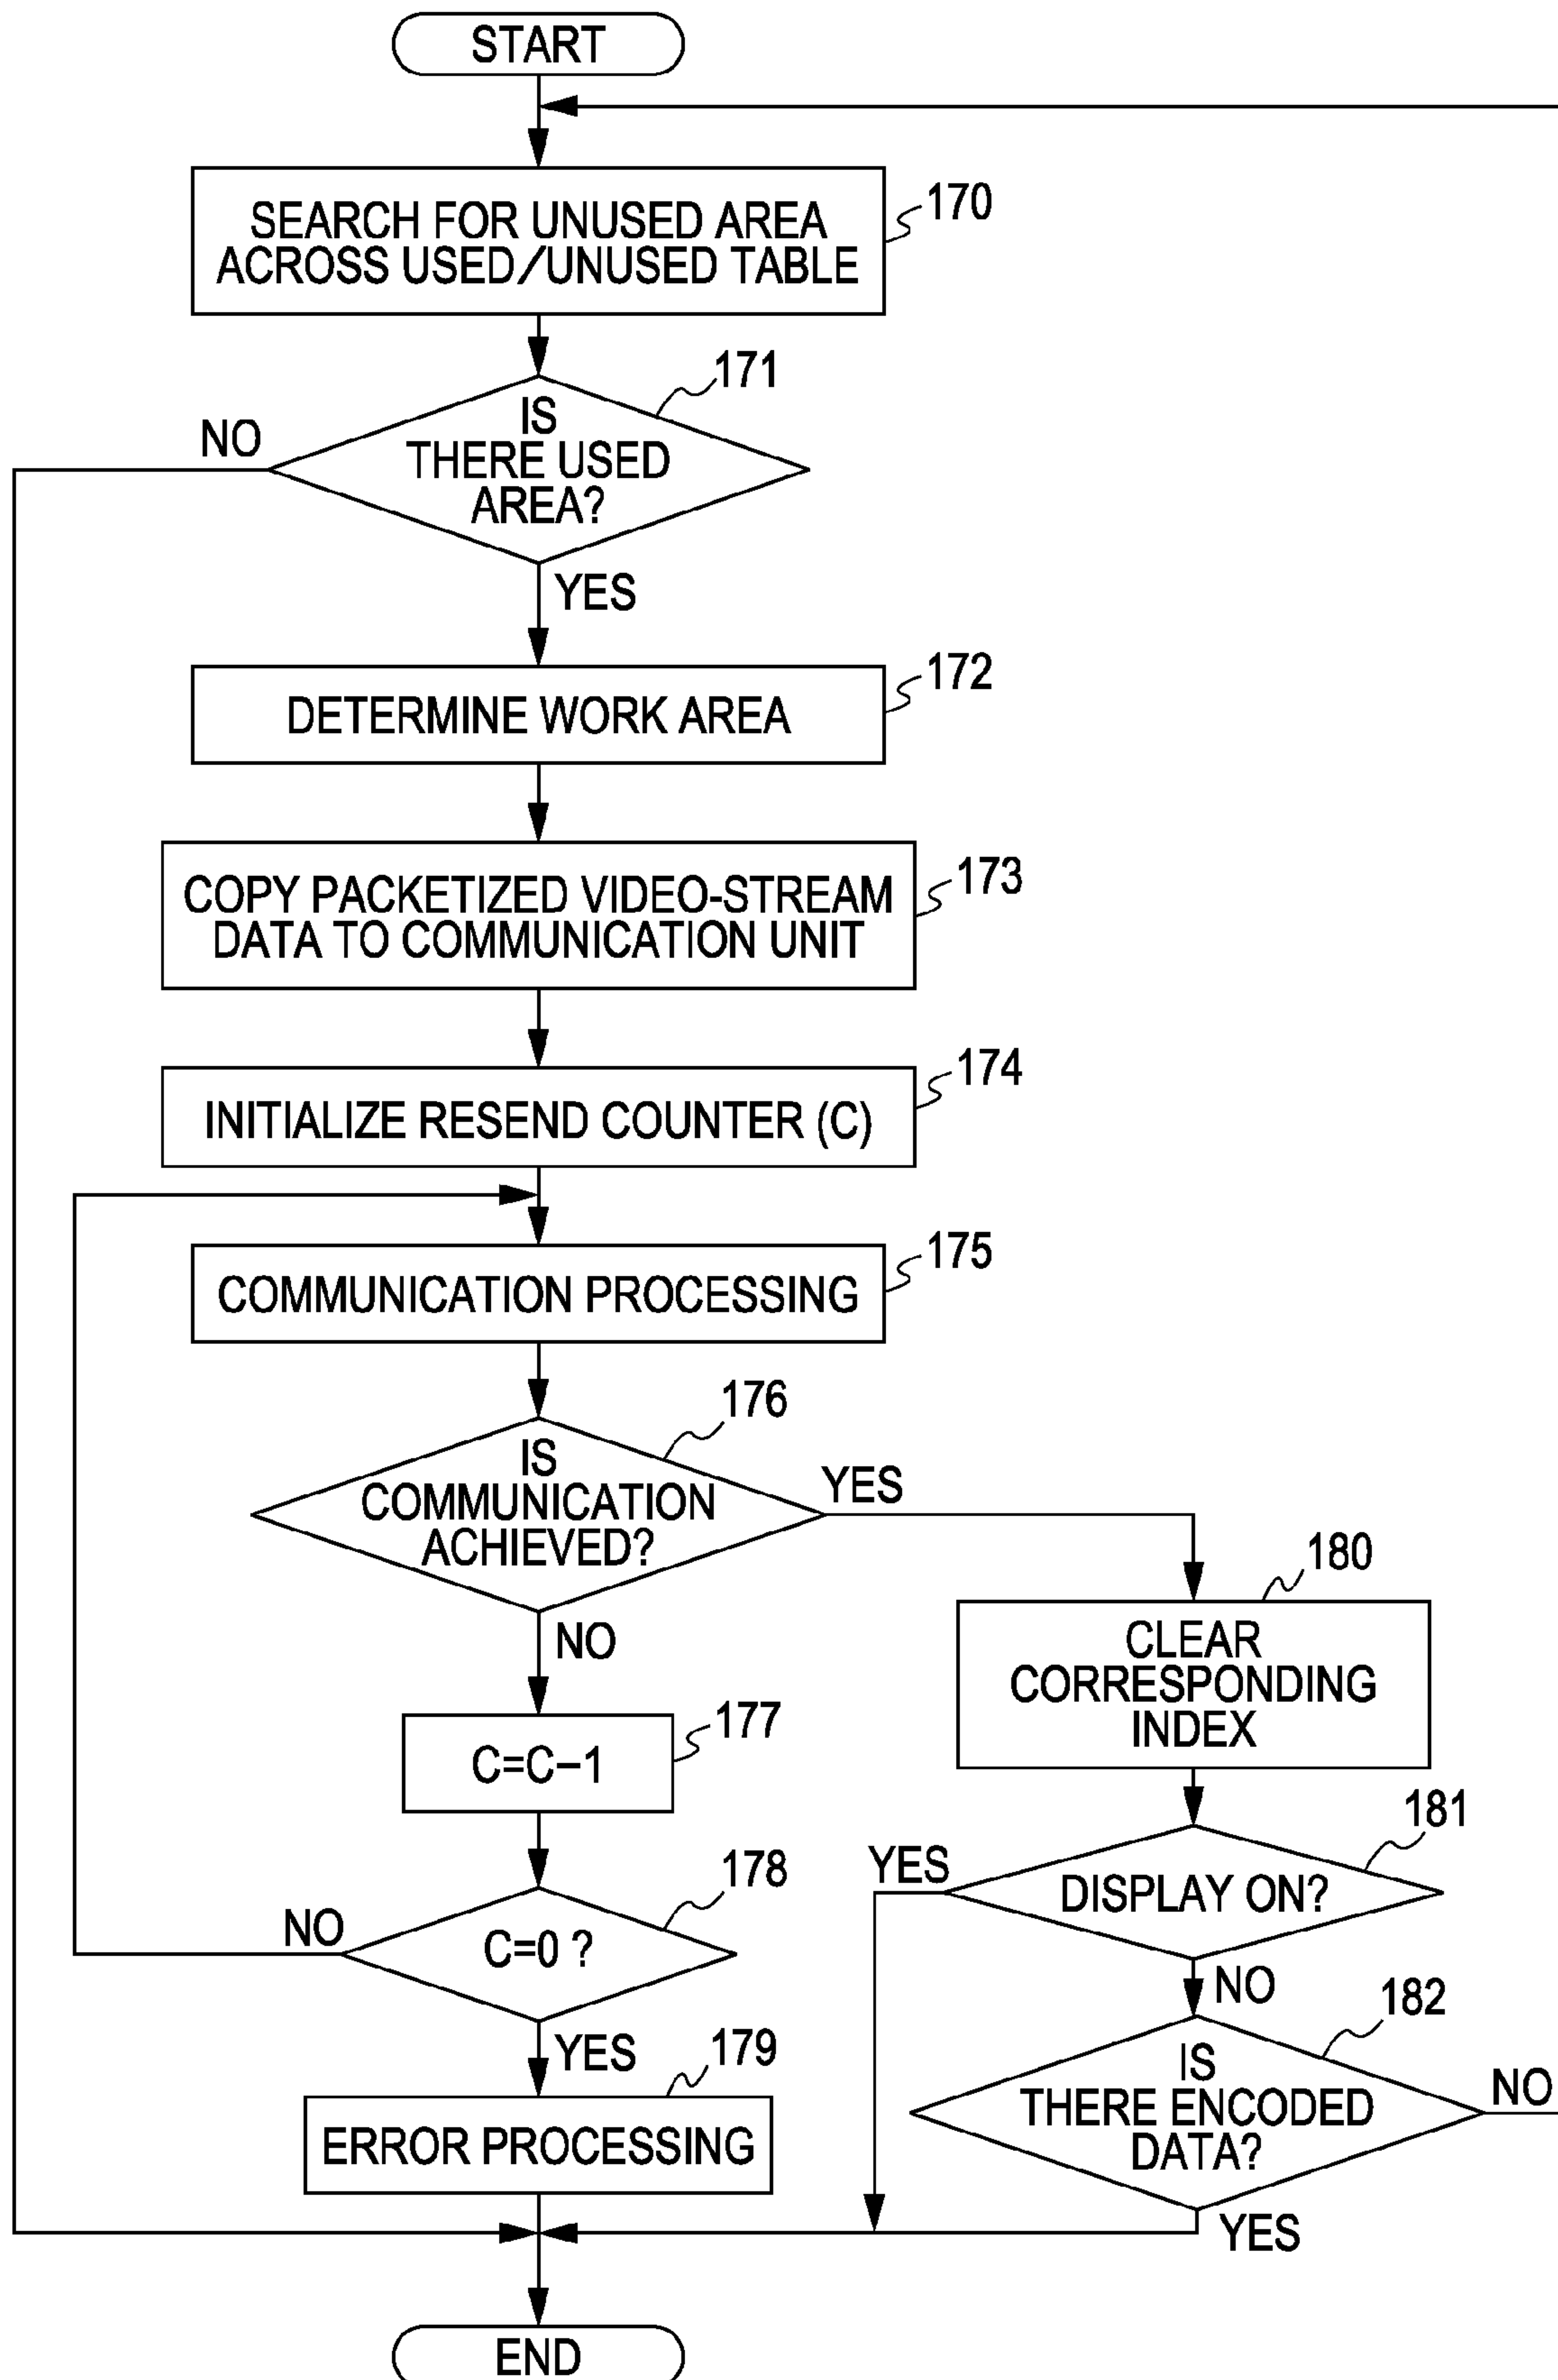 START
SEARCH FOR UNUSED AREA
ACROSS USED/UNUSED TABLE
170
171
IS
THERE USED
AREA?
NO
YES
DETERMINE WORK AREA
172
COPY PACKETIZED VIDEO-STREAM
DATA TO COMMUNICATION UNIT
173
INITIALIZE RESEND COUNTER (C)
174
COMMUNICATION PROCESSING
175
176
IS
COMMUNICATION
ACHIEVED?
YES
NO
180
CLEAR
CORRESPONDING
INDEX
C=C−1
177
181
DISPLAY ON?
YES
NO
178
C=0 ?
NO
YES
182
IS
THERE ENCODED
DATA?
NO
YES
179
ERROR PROCESSING
END